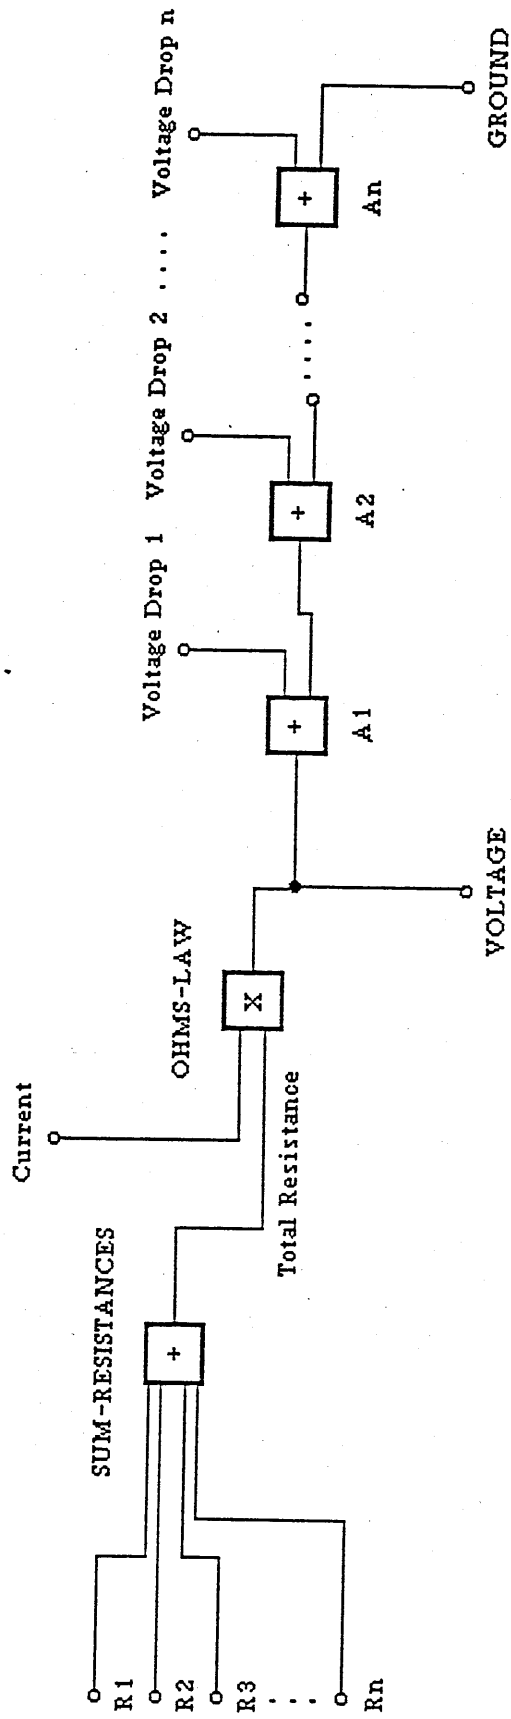 R1
R2
R3
. . . .
Rn
SUM-RESISTANCES
+
Total Resistance
Current
OHMS-LAW
X
VOLTAGE
Voltage Drop 1
+
A1
Voltage Drop 2
+
A2
. . . .
. . . .
Voltage Drop n
+
An
GROUND